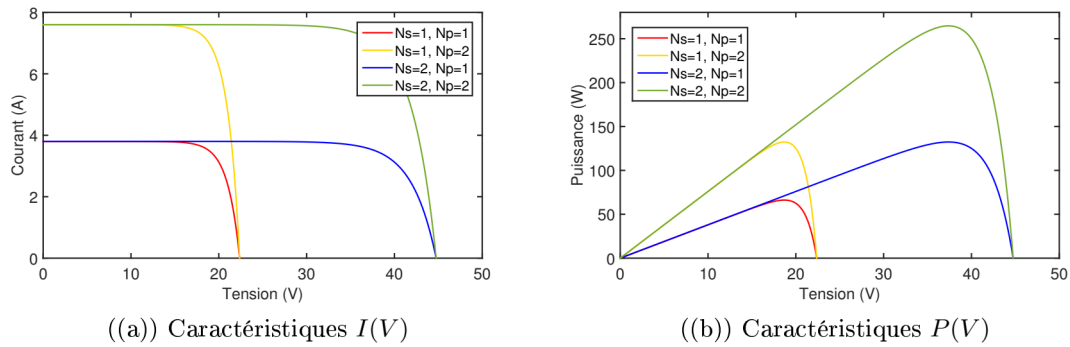 8
6
4
2
0
Courant (A)
0
10
20
30
40
50
Tension (V)
Ns=1, Np=1
Ns=1, Np=2
Ns=2, Np=1
Ns=2, Np=2
((a)) Caractéristiques I(V)
250
200
150
100
50
0
Puissance (W)
0
10
20
30
40
50
Tension (V)
Ns=1, Np=1
Ns=1, Np=2
Ns=2, Np=1
Ns=2, Np=2
((b)) Caractéristiques P(V)